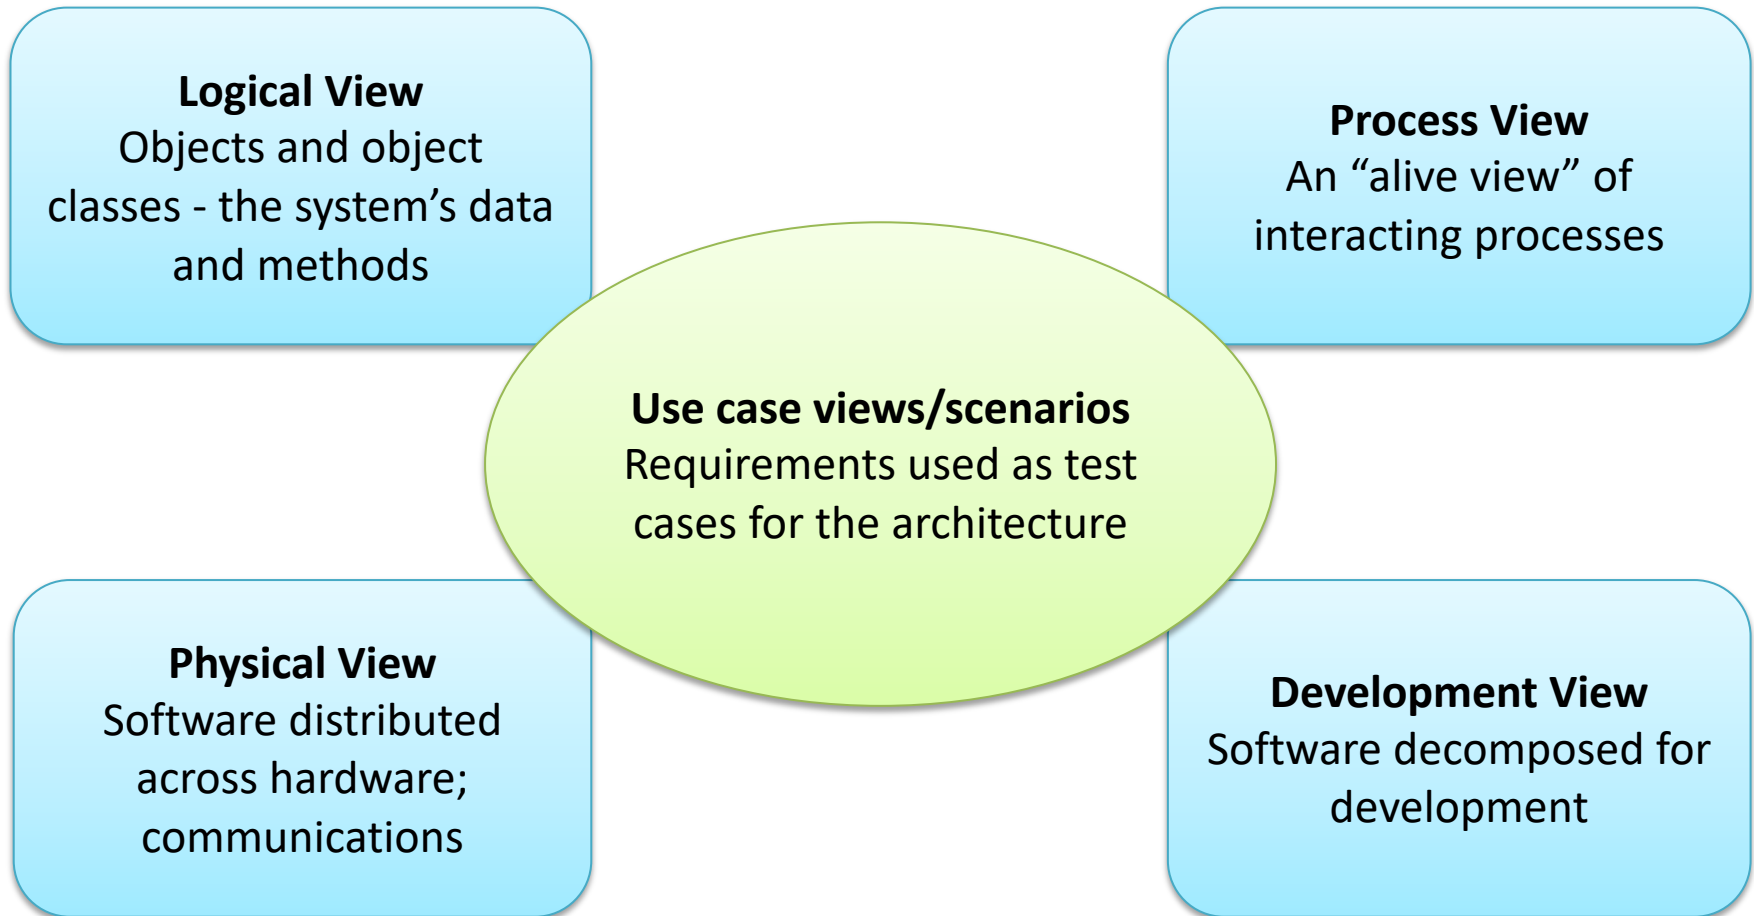 Logical View
Objects and object
classes - the system’s data
and methods
Process View
An “alive view” of
interacting processes
Use case views/scenarios
Requirements used as test
cases for the architecture
Physical View
Software distributed
across hardware;
communications
Development View
Software decomposed for
development